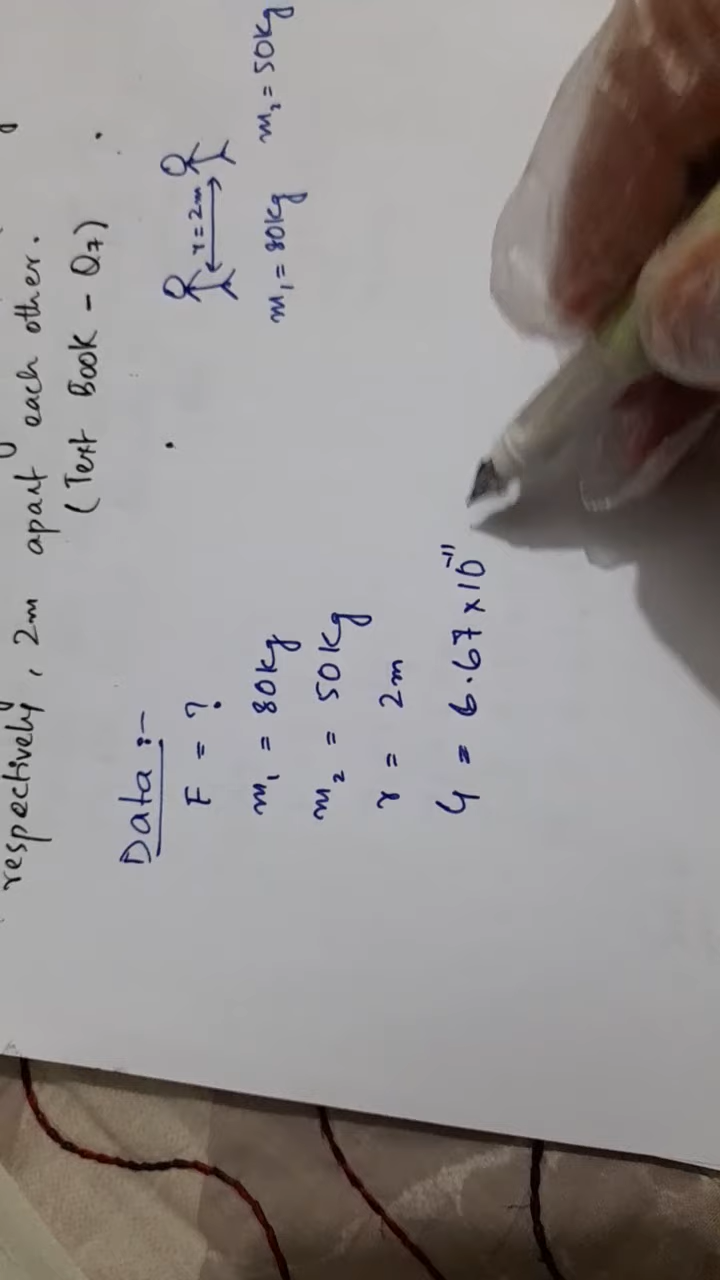 respectively, 2m apart each other.
(Text Book - Q7)
Data :-
F = ?
m₁ = 80kg
m₂ = 50kg
r = 2m
G = 6.67 × 10⁻¹¹
r = 2m
m₁ = 80kg m₂ = 50kg